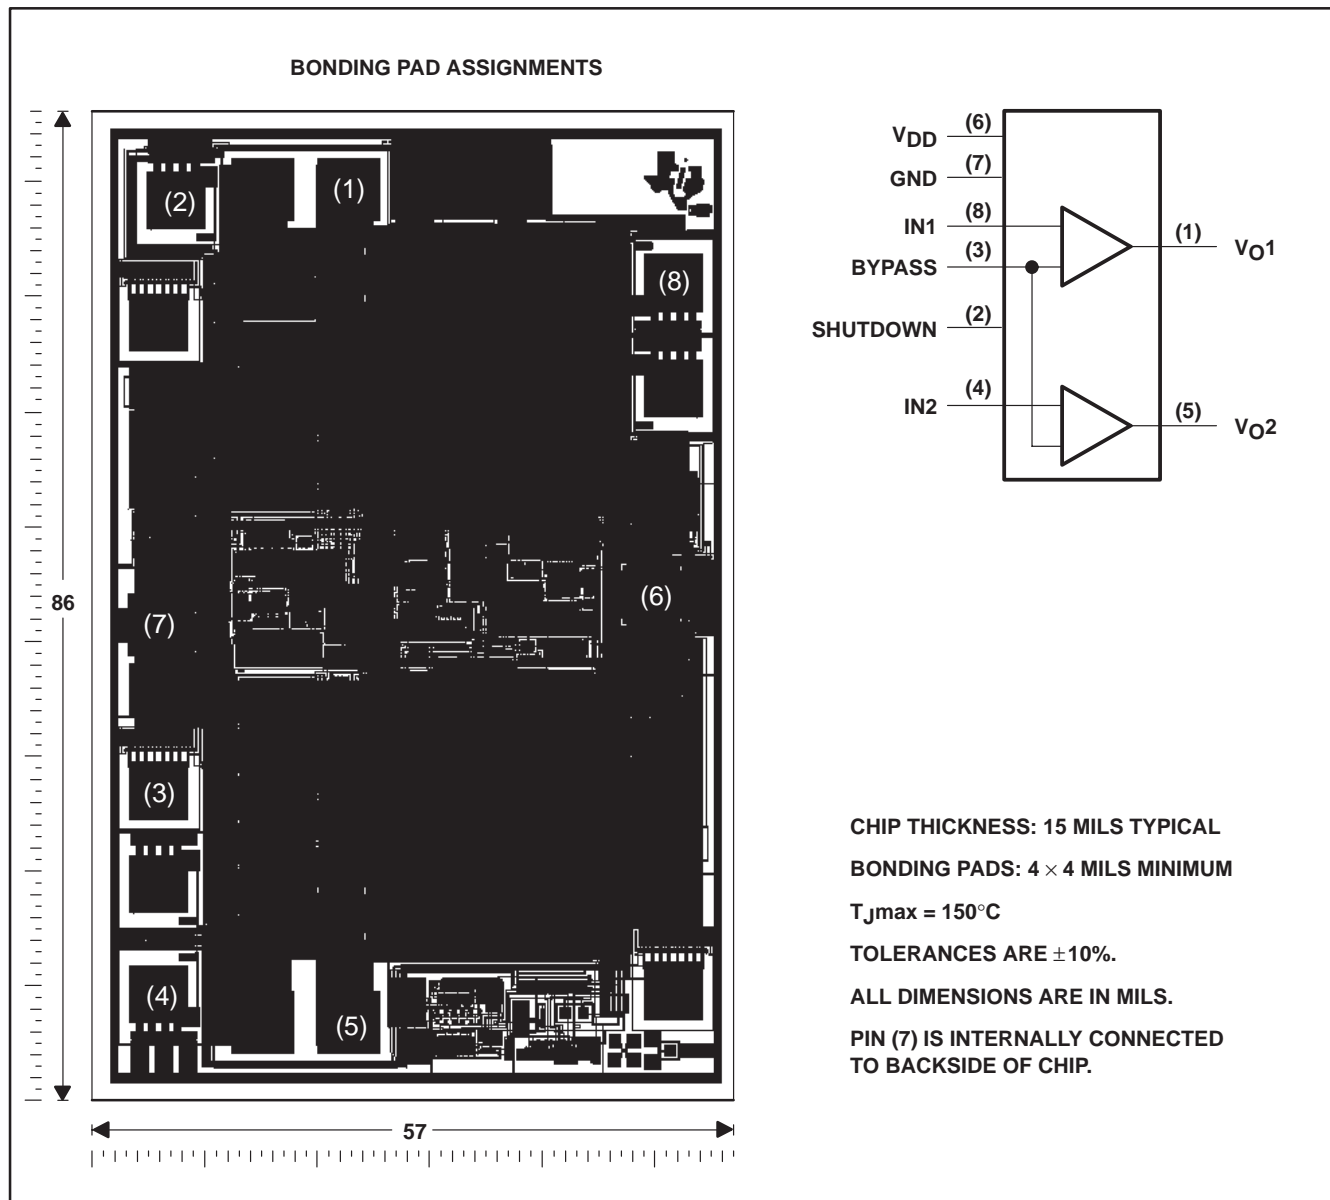 BONDING PAD ASSIGNMENTS
(1)
(2)
(8)
86
(6)
(7)
(3)
(4)
(5)
57
VDD
(6)
GND
(7)
IN1
(8)
BYPASS
(3)
SHUTDOWN
(2)
IN2
(4)
(1)
VO1
(5)
VO2
CHIP THICKNESS: 15 MILS TYPICAL
BONDING PADS: 4 × 4 MILS MINIMUM
TJmax = 150°C
TOLERANCES ARE ±10%.
ALL DIMENSIONS ARE IN MILS.
PIN (7) IS INTERNALLY CONNECTED
TO BACKSIDE OF CHIP.